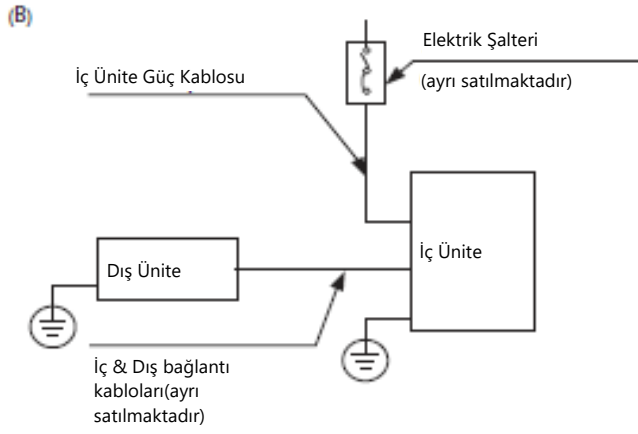 (B)
Elektrik Şalteri
(ayrı satılmaktadır)
İç Ünite Güç Kablosu
İç Ünite
Dış Ünite
İç & Dış bağlantı
kabloları(ayrı
satılmaktadır)